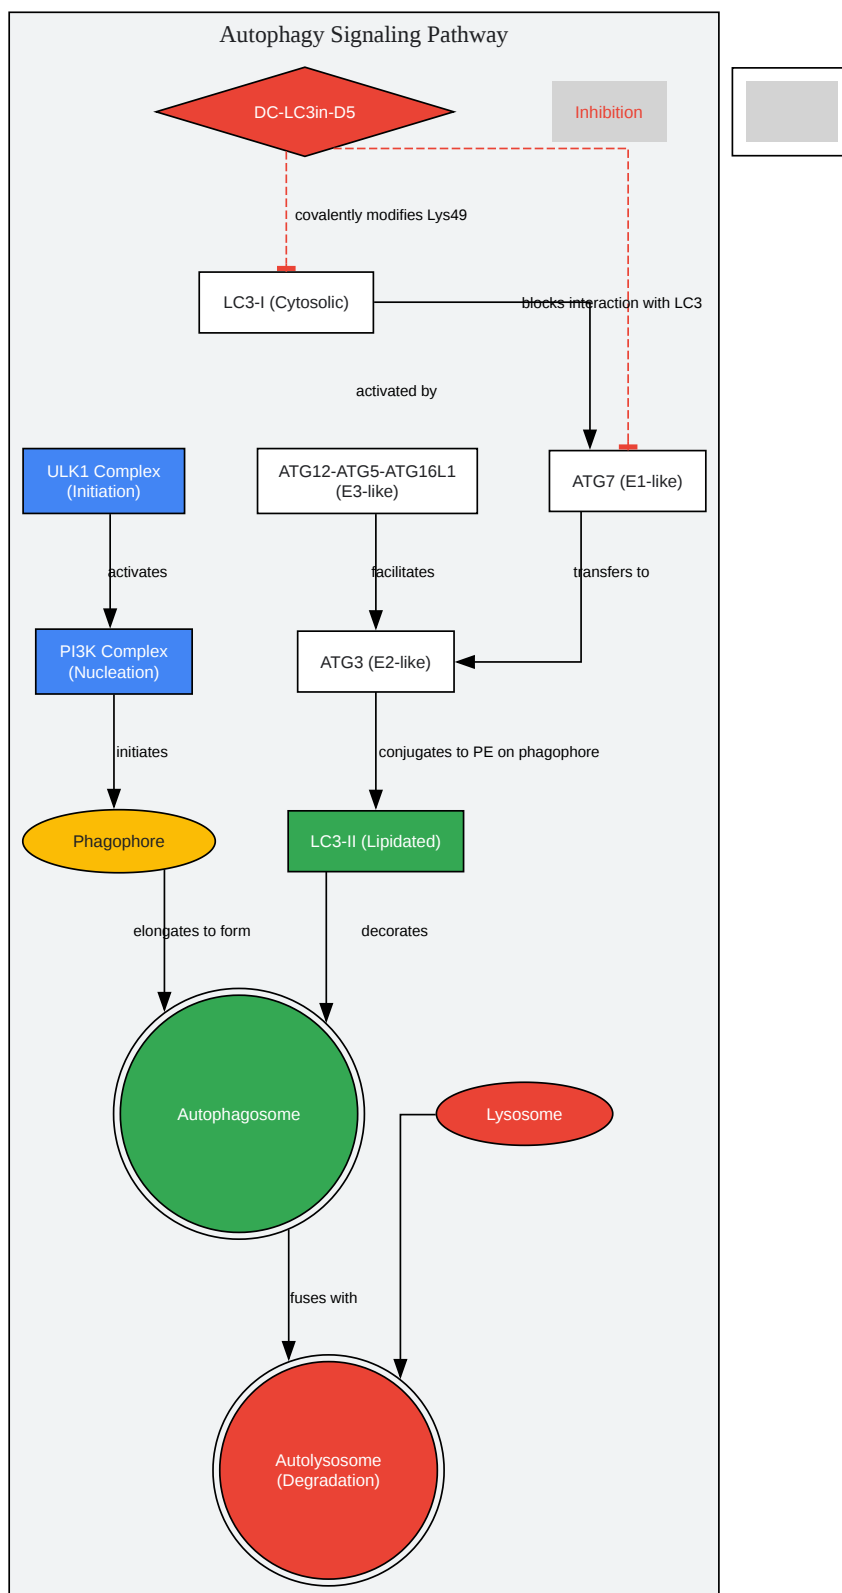 Autophagy Signaling Pathway
DC-LC3in-D5
Inhibition
covalently modifies Lys49
LC3-I (Cytosolic)
blocks interaction with LC3
activated by
ULK1 Complex
(Initiation)
ATG12-ATG5-ATG16L1
(E3-like)
ATG7 (E1-like)
activates
facilitates
transfers to
PI3K Complex
(Nucleation)
ATG3 (E2-like)
initiates
conjugates to PE on phagophore
Phagophore
LC3-II (Lipidated)
elongates to form
decorates
Autophagosome
Lysosome
fuses with
Autolysosome
(Degradation)